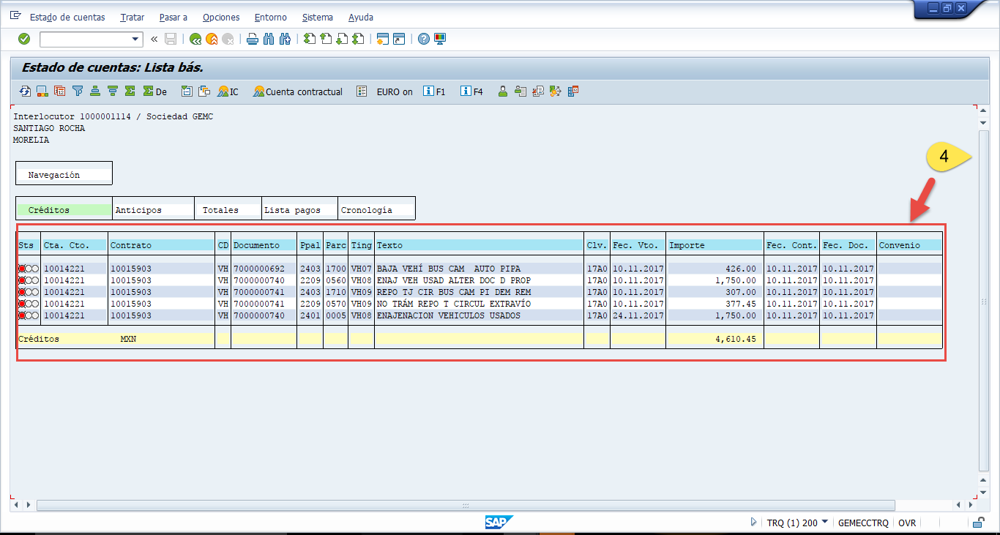 Estado de cuentas Tratar Pasar a Opciones Entorno Sistema Ayuda
Estado de cuentas: Lista bás.
De IC Cuenta contractual EURO on F1 F4
Interlocutor 1000001114 / Sociedad GEMC
SANTIAGO ROCHA
MORELIA
4
Navegación
Créditos Anticipos Totales Lista pagos Cronología
Sts Cta. Cto. Contrato CD Documento Ppal Parc Ting Texto Clv. Fec. Vto. Importe Fec. Cont. Fec. Doc. Convenio
10014221 10015903 VH 7000000692 2403 1700 VH07 BAJA VEHÍ BUS CAM AUTO PIPA 17A0 10.11.2017 426.00 10.11.2017 10.11.2017
10014221 10015903 VH 7000000740 2209 0560 VH08 ENAJ VEH USAD ALTER DOC D PROP 17A0 10.11.2017 1,750.00 10.11.2017 10.11.2017
10014221 10015903 VH 7000000741 2403 1710 VH09 REPO TJ CIR BUS CAM PI DEM REM 17A0 10.11.2017 307.00 10.11.2017 10.11.2017
10014221 10015903 VH 7000000741 2209 0570 VH09 NO TRÁM REPO T CIRCUL EXTRAVÍO 17A0 10.11.2017 377.45 10.11.2017 10.11.2017
10014221 10015903 VH 7000000740 2401 0005 VH08 ENAJENACION VEHICULOS USADOS 17A0 24.11.2017 1,750.00 10.11.2017 10.11.2017
Créditos MXN 4,610.45
SAP TRQ (1) 200 GEMECCTRQ OVR